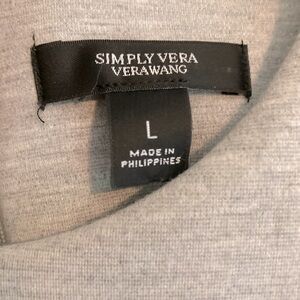 SIMPLY VERA
VERAWANG
L
MADE IN
PHILIPPINES